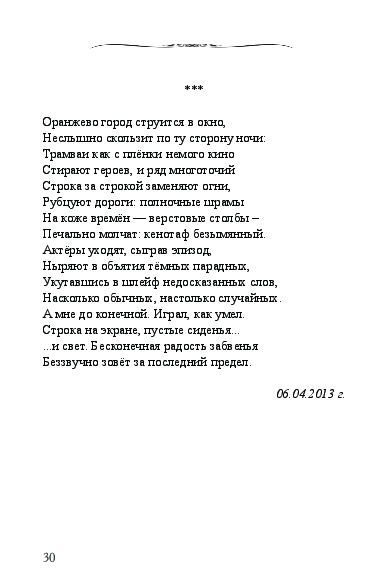 ***
Оранжево город струится в окно,
Неслышно скользит по ту сторону ночи:
Трамваи как с плёнки немого кино
Стирают героев, и ряд многоточий
Строка за строкой заменяют огни,
Рубцуют дороги: полночные шрамы
На коже времён — верстовые столбы –
Печально молчат: кенотаф безымянный.
Актёры уходят, сыграв эпизод,
Ныряют в объятия тёмных парадных,
Укутавшись в шлейф недосказанных слов,
Насколько обычных, настолько случайных.
А мне до конечной. Играл, как умел.
Строка на экране, пустые сиденья...
...и свет. Бесконечная радость забвенья
Беззвучно зовёт за последний предел.
06.04.2013 г.
30